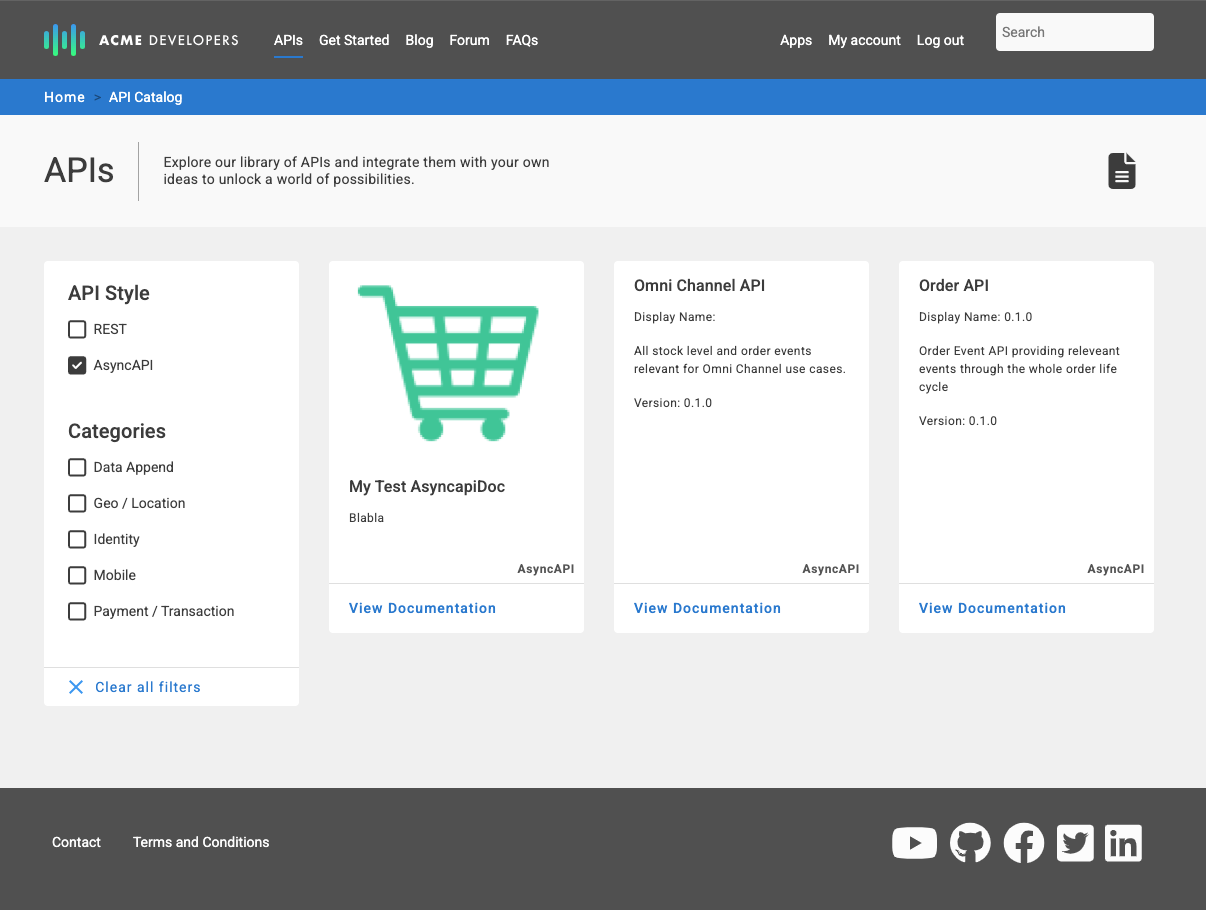 ACME DEVELOPERS
APIs
Get Started
Blog
Forum
FAQs
Apps
My account
Log out
Search
Home > API Catalog
APIs
Explore our library of APIs and integrate them with your own
ideas to unlock a world of possibilities.
API Style
REST
AsyncAPI
Categories
Data Append
Geo / Location
Identity
Mobile
Payment / Transaction
Clear all filters
My Test AsyncapiDoc
Blabla
AsyncAPI
View Documentation
Omni Channel API
Display Name:
All stock level and order events
relevant for Omni Channel use cases.
Version: 0.1.0
AsyncAPI
View Documentation
Order API
Display Name: 0.1.0
Order Event API providing releveant
events through the whole order life
cycle
Version: 0.1.0
AsyncAPI
View Documentation
Contact
Terms and Conditions